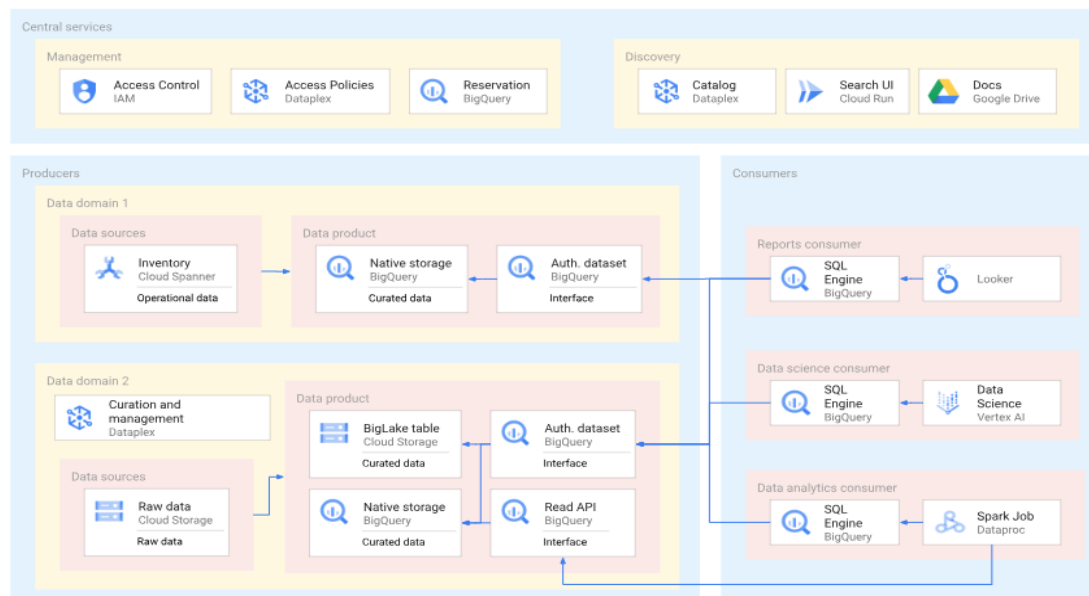 Central services
Management
Access Control
IAM
Access Policies
Dataplex
Reservation
BigQuery
Discovery
Catalog
Dataplex
Search UI
Cloud Run
Docs
Google Drive
Producers
Data domain 1
Data sources
Inventory
Cloud Spanner
Operational data
Data product
Native storage
BigQuery
Curated data
Auth. dataset
BigQuery
Interface
Data domain 2
Curation and
management
Dataplex
Data sources
Raw data
Cloud Storage
Raw data
Data product
BigLake table
Cloud Storage
Curated data
Auth. dataset
BigQuery
Interface
Native storage
BigQuery
Curated data
Read API
BigQuery
Interface
Consumers
Reports consumer
SQL
Engine
BigQuery
Looker
Data science consumer
SQL
Engine
BigQuery
Data
Science
Vertex AI
Data analytics consumer
SQL
Engine
BigQuery
Spark Job
Dataproc